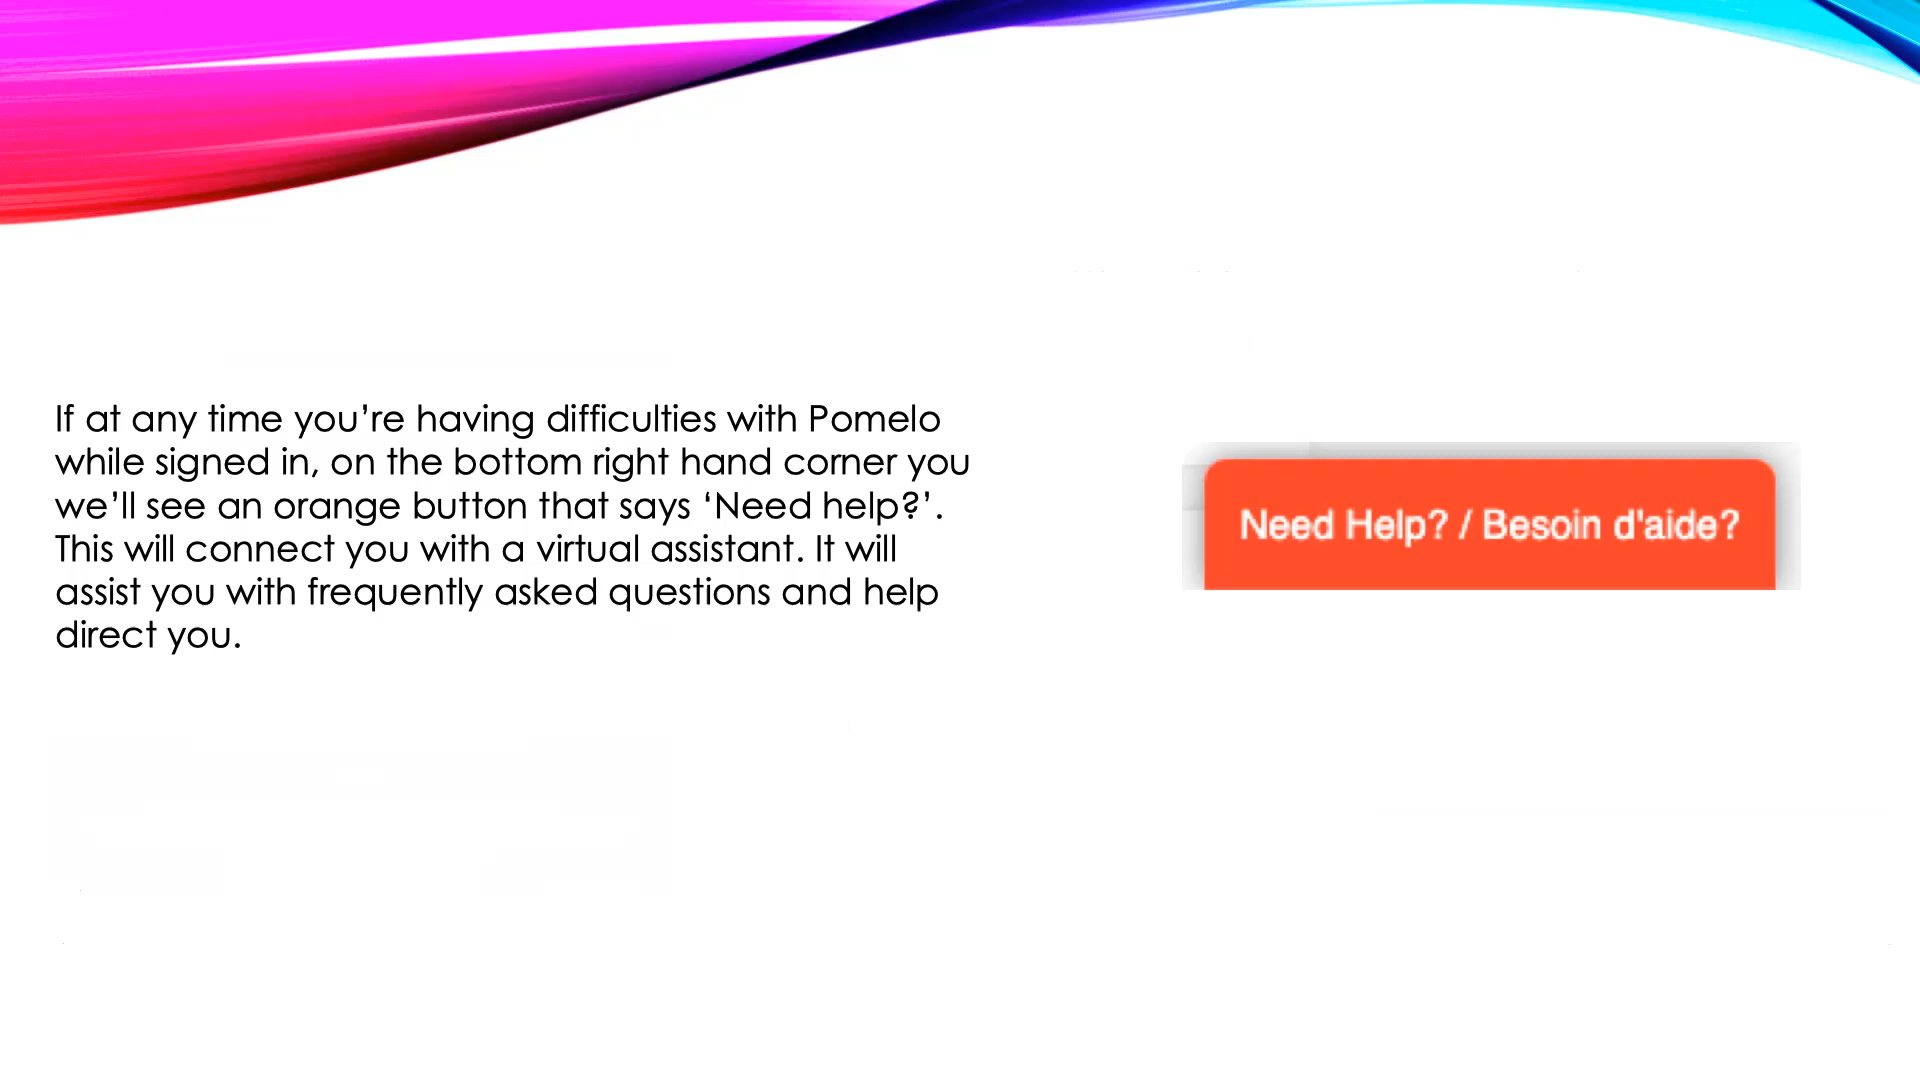 If at any time you’re having difficulties with Pomelo
while signed in, on the bottom right hand corner you
we’ll see an orange button that says ‘Need help?’.
This will connect you with a virtual assistant. It will
assist you with frequently asked questions and help
direct you.
Need Help? / Besoin d'aide?